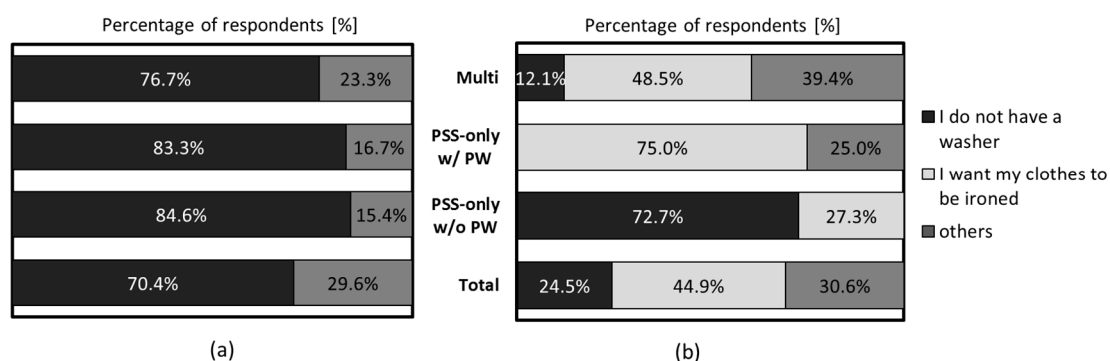 Percentage of respondents [%]
Percentage of respondents [%]
76.7%
23.3%
Multi
12.1%
48.5%
39.4%
83.3%
16.7%
PSS-only
w/ PW
75.0%
25.0%
84.6%
15.4%
PSS-only
w/o PW
72.7%
27.3%
70.4%
29.6%
Total
24.5%
44.9%
30.6%
I do not have a
washer
I want my clothes to
be ironed
others
(a)
(b)